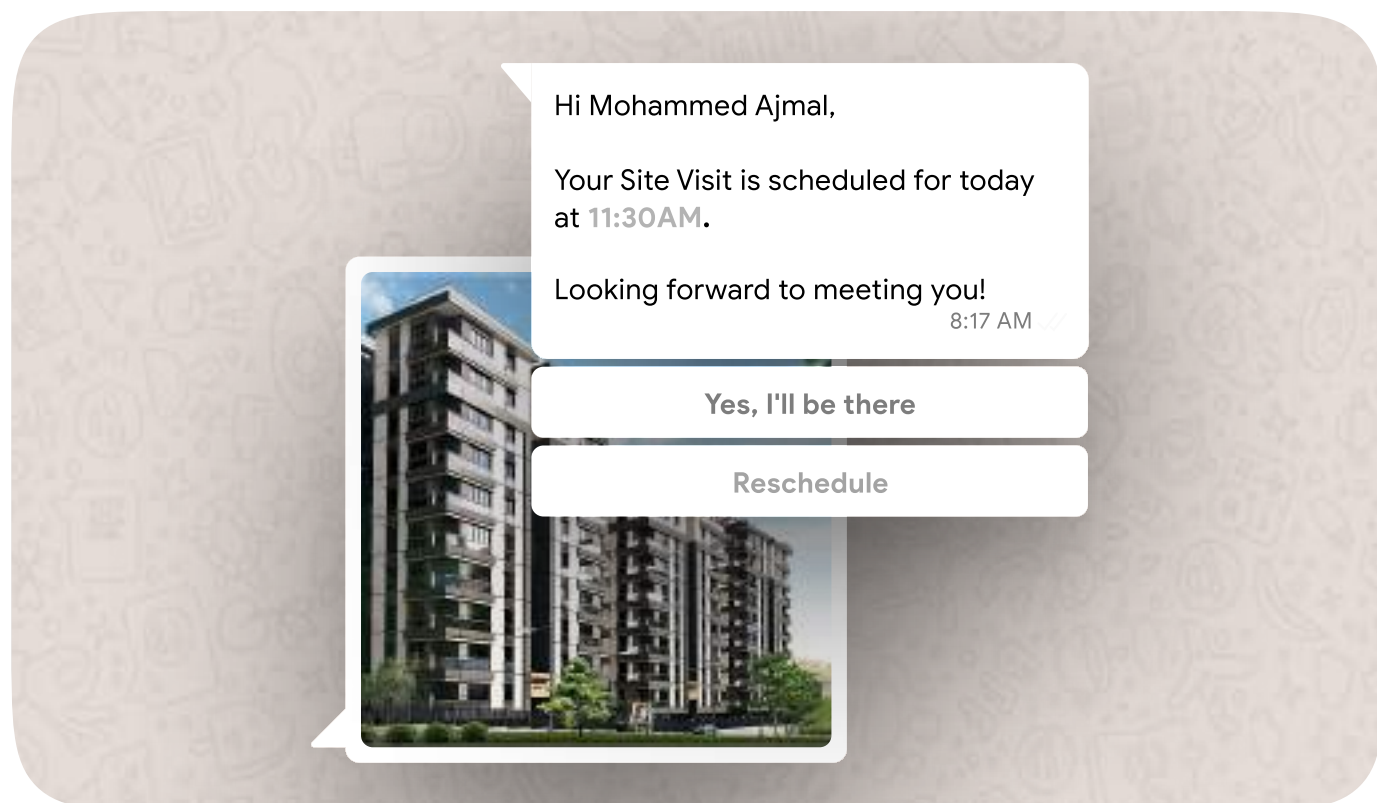 Hi Mohammed Ajmal,
Your Site Visit is scheduled for today
at 11:30AM.
Looking forward to meeting you!
8:17 AM
Yes, I'll be there
Reschedule